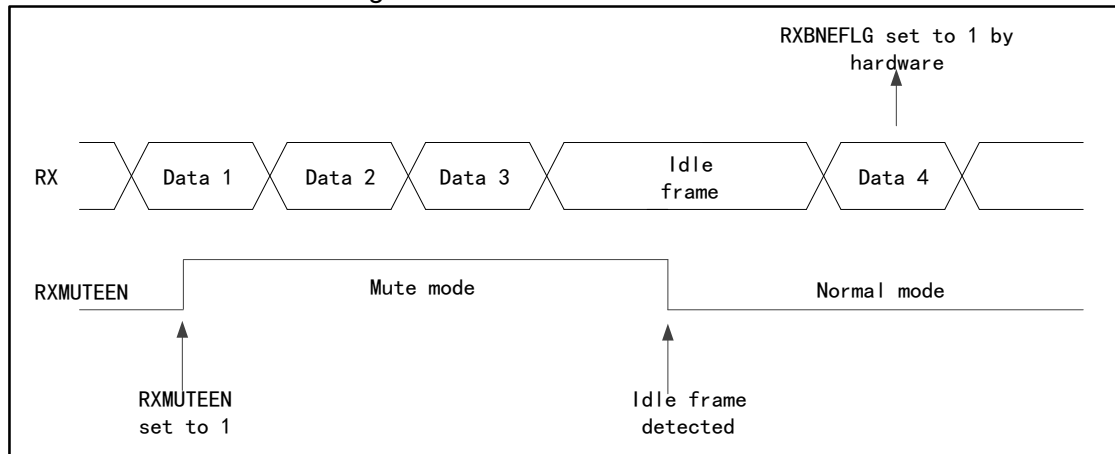 RXBNEFLG set to 1 by
hardware
RX
Data 1
Data 2
Data 3
Idle
frame
Data 4
RXMUTEEN
Mute mode
Normal mode
RXMUTEEN
set to 1
Idle frame
detected